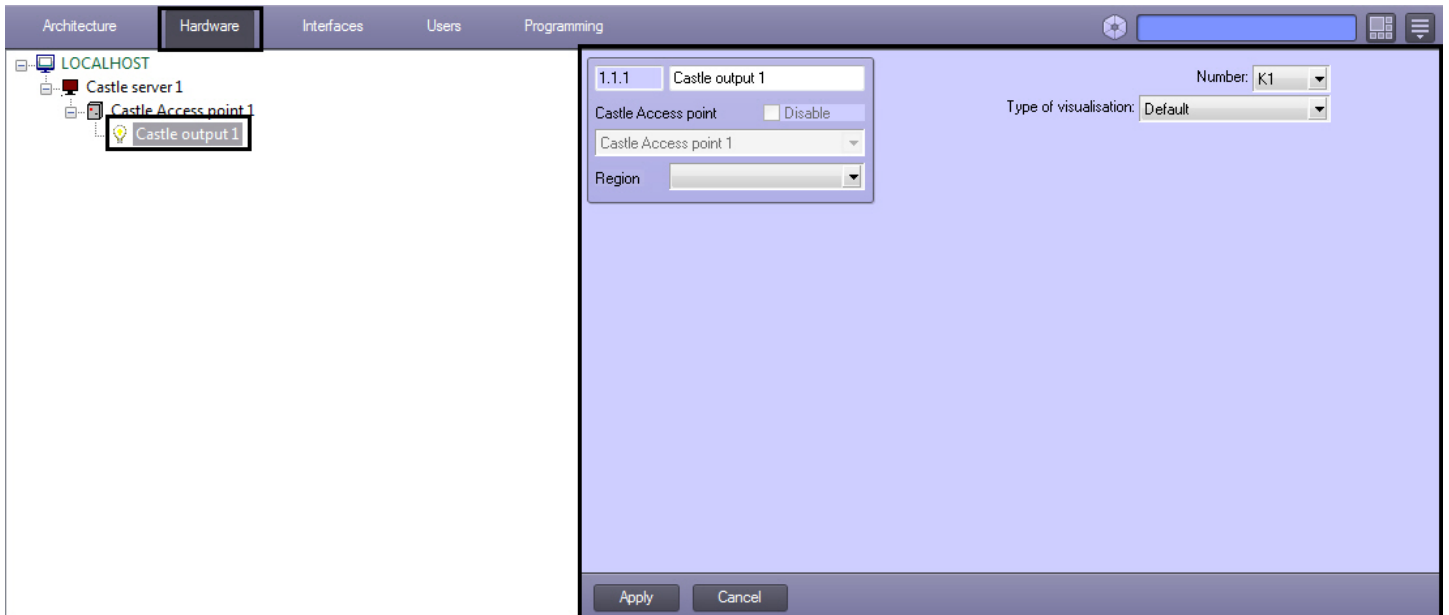 Architecture Hardware Interfaces Users Programming
LOCALHOST
Castle server 1
Castle Access point 1
Castle output 1
1.1.1 Castle output 1
Castle Access point Disable
Castle Access point 1
Region
Number: K1
Type of visualisation: Default
Apply Cancel